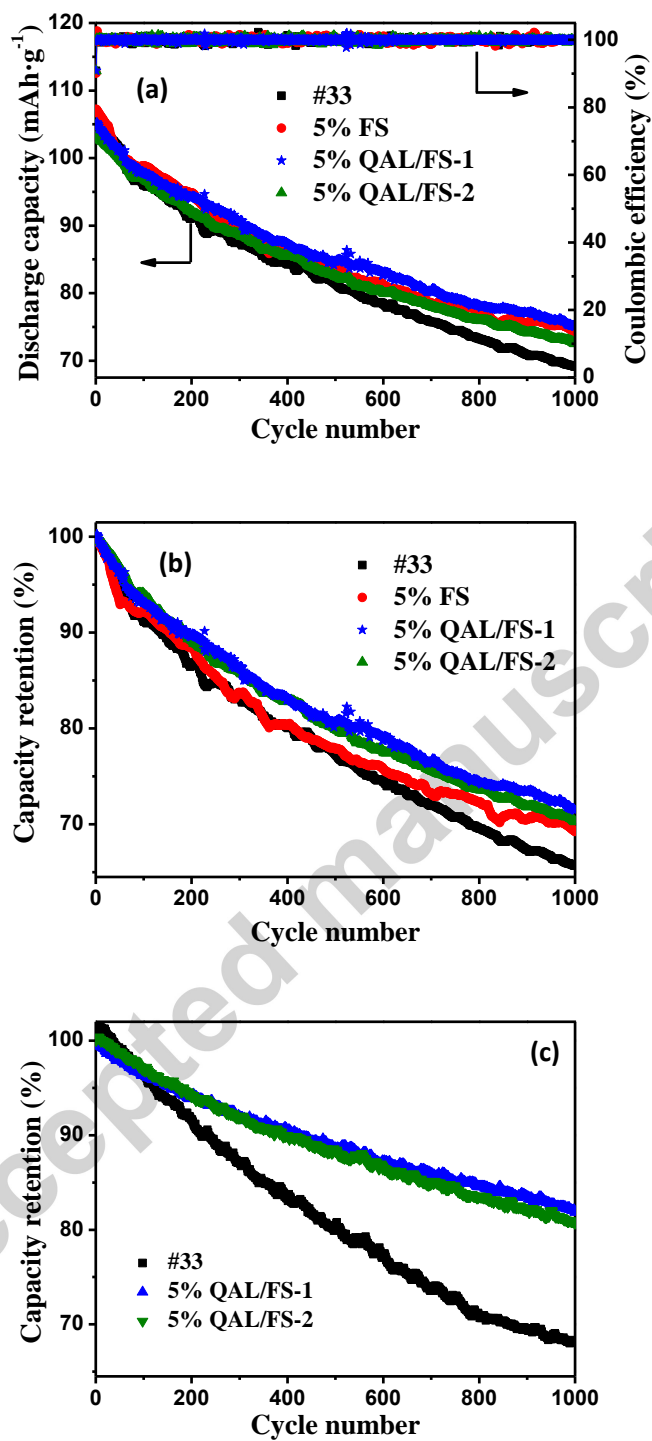 120
110
100
90
80
70
Discharge capacity (mAh·g-1)
(a)
#33
5% FS
5% QAL/FS-1
5% QAL/FS-2
100
80
60
40
20
0
Coulombic efficiency (%)
0 200 400 600 800 1000
Cycle number
100
90
80
70
Capacity retention (%)
(b)
#33
5% FS
5% QAL/FS-1
5% QAL/FS-2
0 200 400 600 800 1000
Cycle number
100
90
80
70
Capacity retention (%)
(c)
#33
5% QAL/FS-1
5% QAL/FS-2
0 200 400 600 800 1000
Cycle number
cepted manuscri